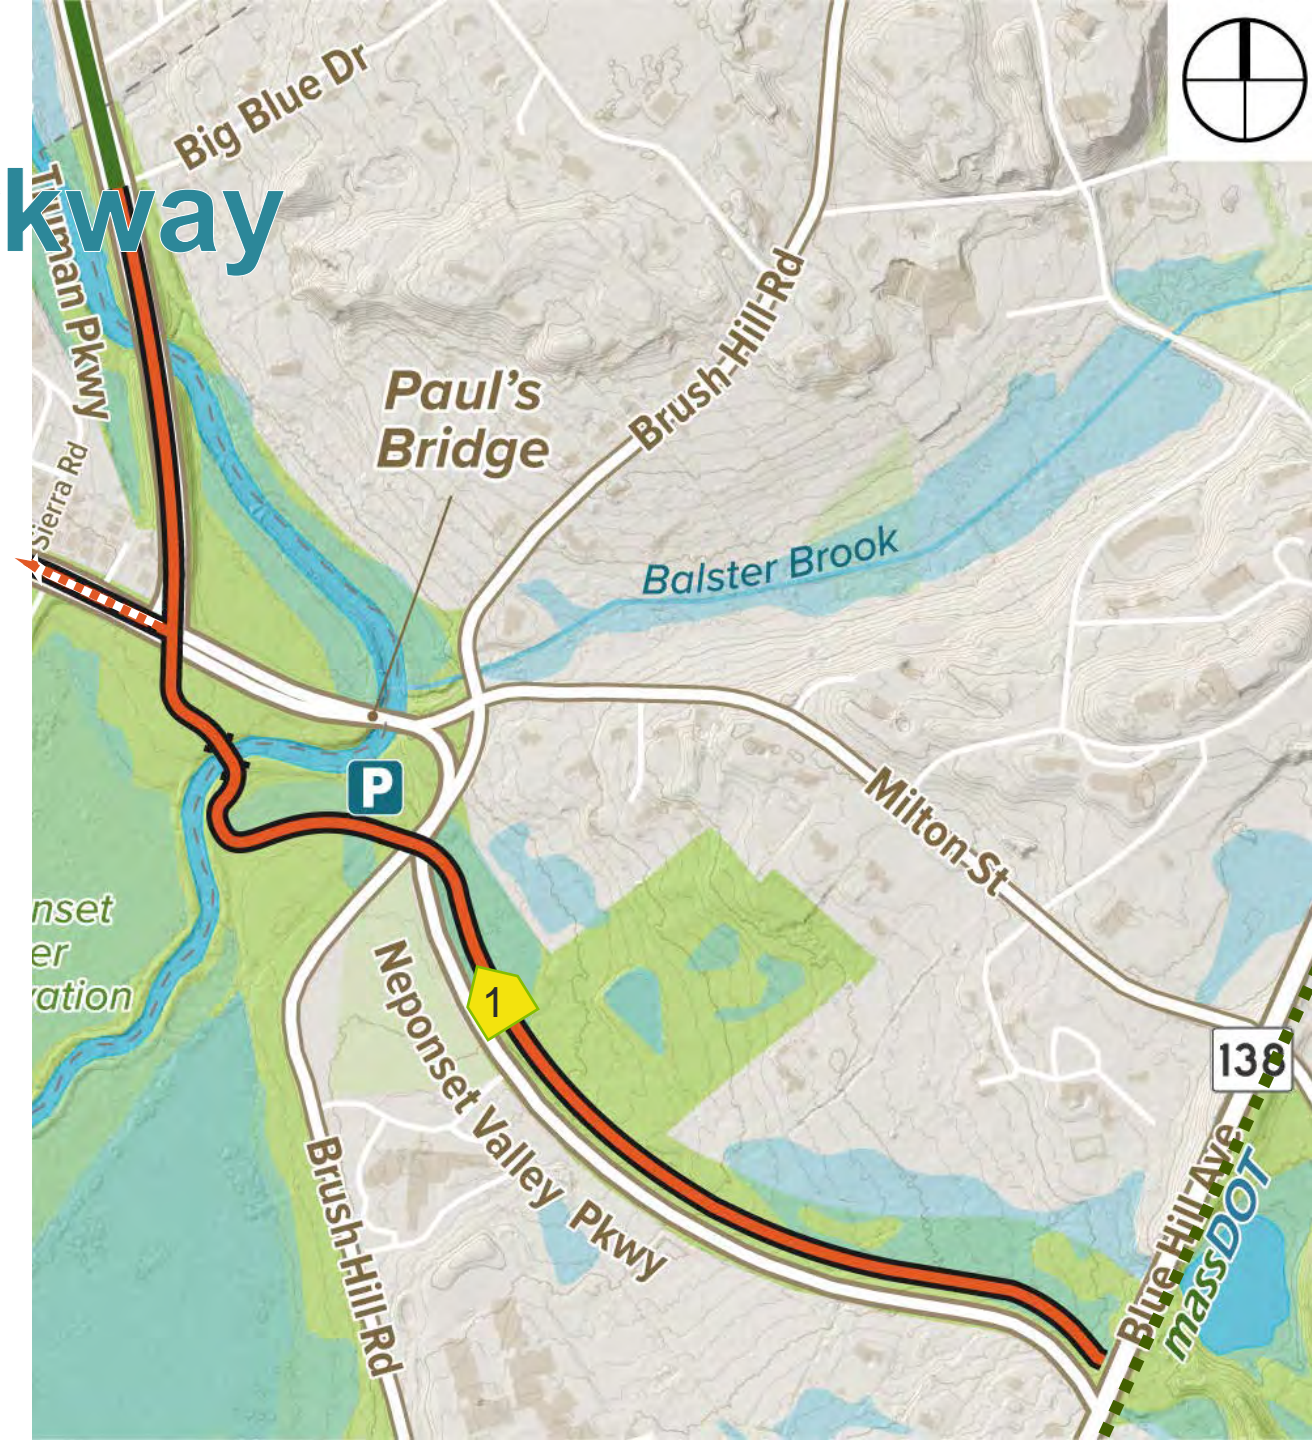 Big Blue Dr
kway
Truman Pkwy
Paul's
Bridge
Brush-Hill-Rd
Sierra Rd
Balster Brook
P
Milton-St
nset
er
vation
1
Neponset Valley Pkwy
138
Brush-Hill-Rd
Blue Hill Ave
massDOT